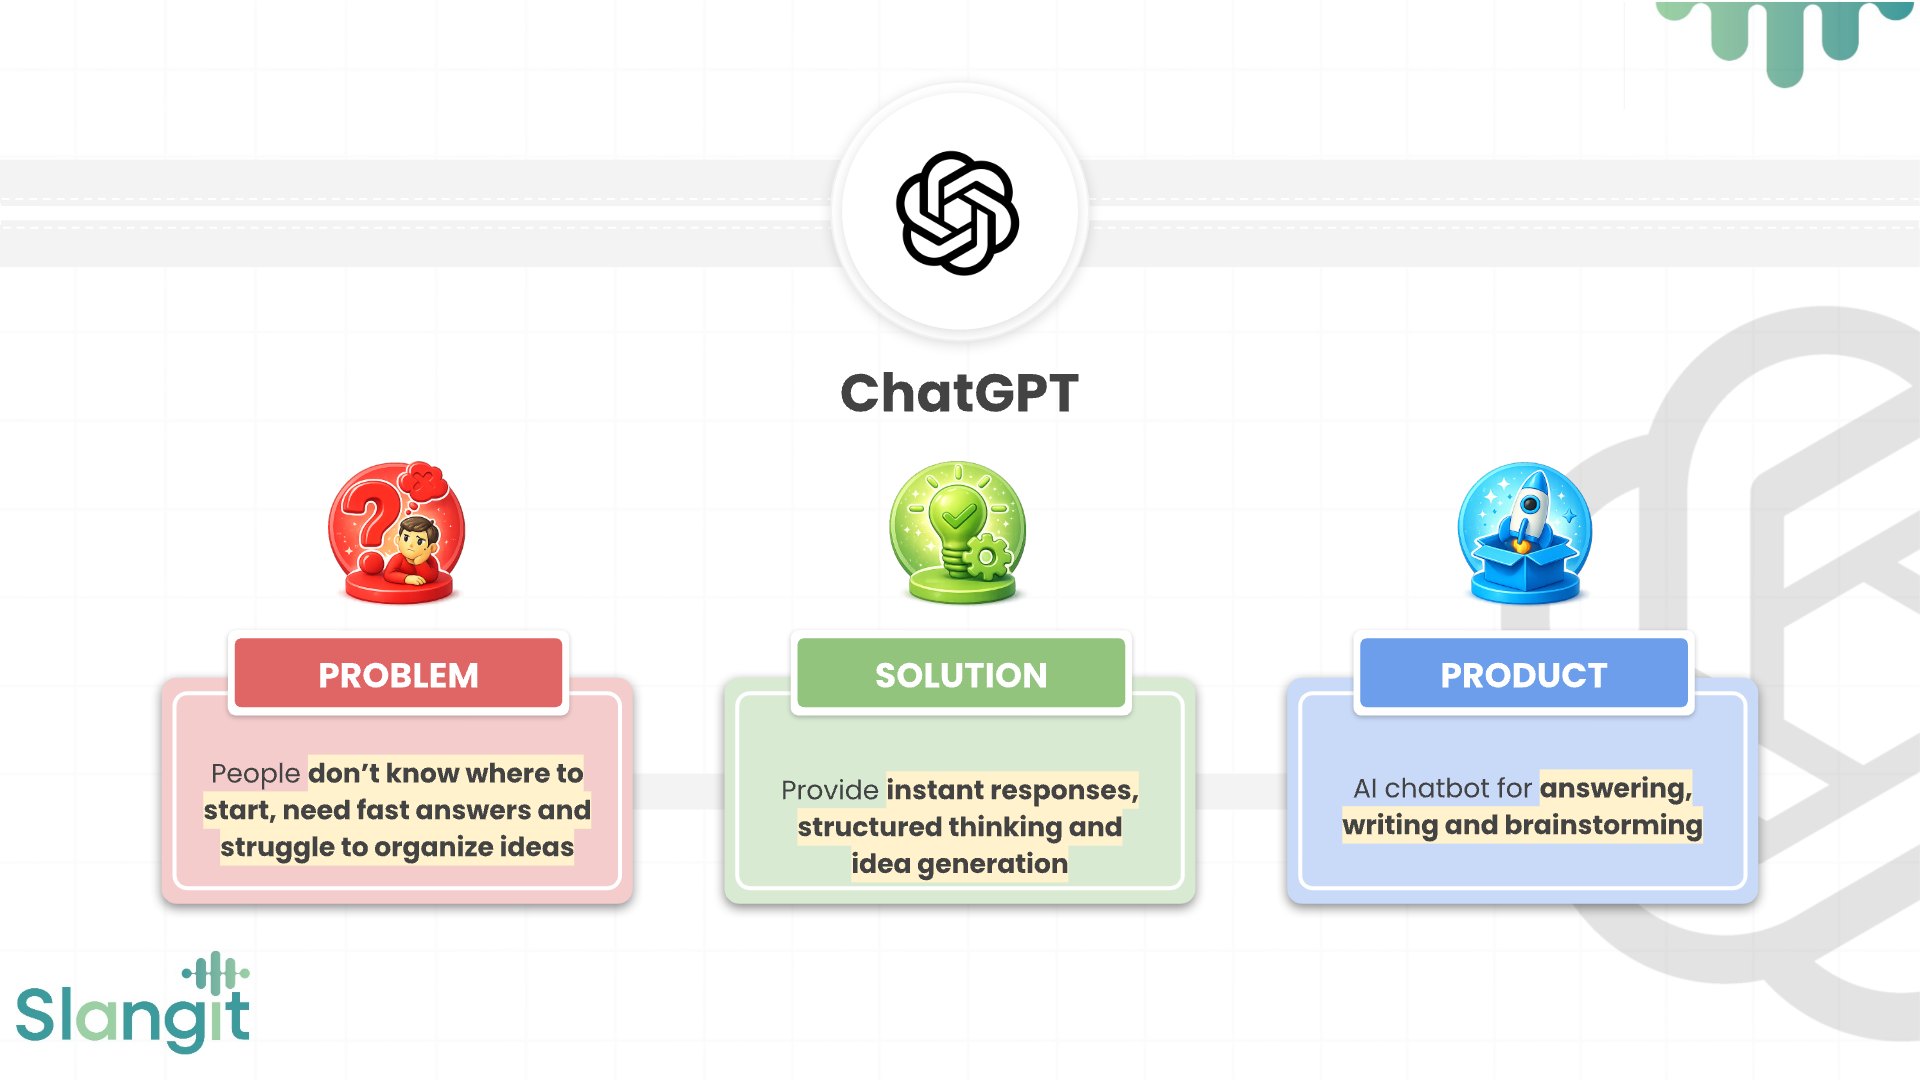 ChatGPT
PROBLEM
People don’t know where to
start, need fast answers and
struggle to organize ideas
SOLUTION
Provide instant responses,
structured thinking and
idea generation
PRODUCT
AI chatbot for answering,
writing and brainstorming
Slangit